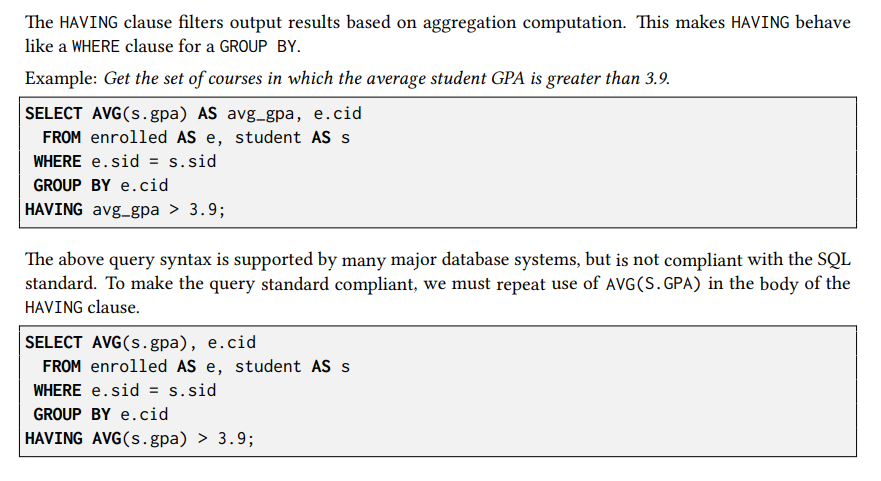 The HAVING clause filters output results based on aggregation computation. This makes HAVING behave
like a WHERE clause for a GROUP BY.
Example: Get the set of courses in which the average student GPA is greater than 3.9.
SELECT AVG(s.gpa) AS avg_gpa, e.cid
  FROM enrolled AS e, student AS s
 WHERE e.sid = s.sid
 GROUP BY e.cid
HAVING avg_gpa > 3.9;
The above query syntax is supported by many major database systems, but is not compliant with the SQL
standard. To make the query standard compliant, we must repeat use of AVG(S.GPA) in the body of the
HAVING clause.
SELECT AVG(s.gpa), e.cid
  FROM enrolled AS e, student AS s
 WHERE e.sid = s.sid
 GROUP BY e.cid
HAVING AVG(s.gpa) > 3.9;